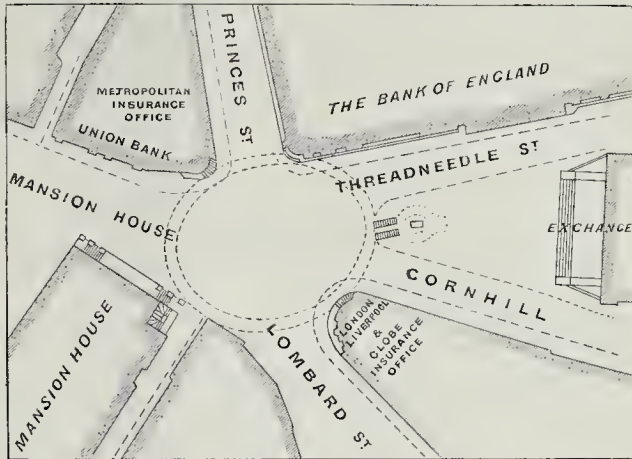 METROPOLITAN
INSURANCE
OFFICE
UNION BANK
PRINCES ST
THE BANK OF ENGLAND
THREADNEEDLE ST
MANSION HOUSE
EXCHANGE
CORNHILL
LONDON
LIVERPOOL
&
GLOBE
INSURANCE
OFFICE
LOMBARD ST
MANSION HOUSE